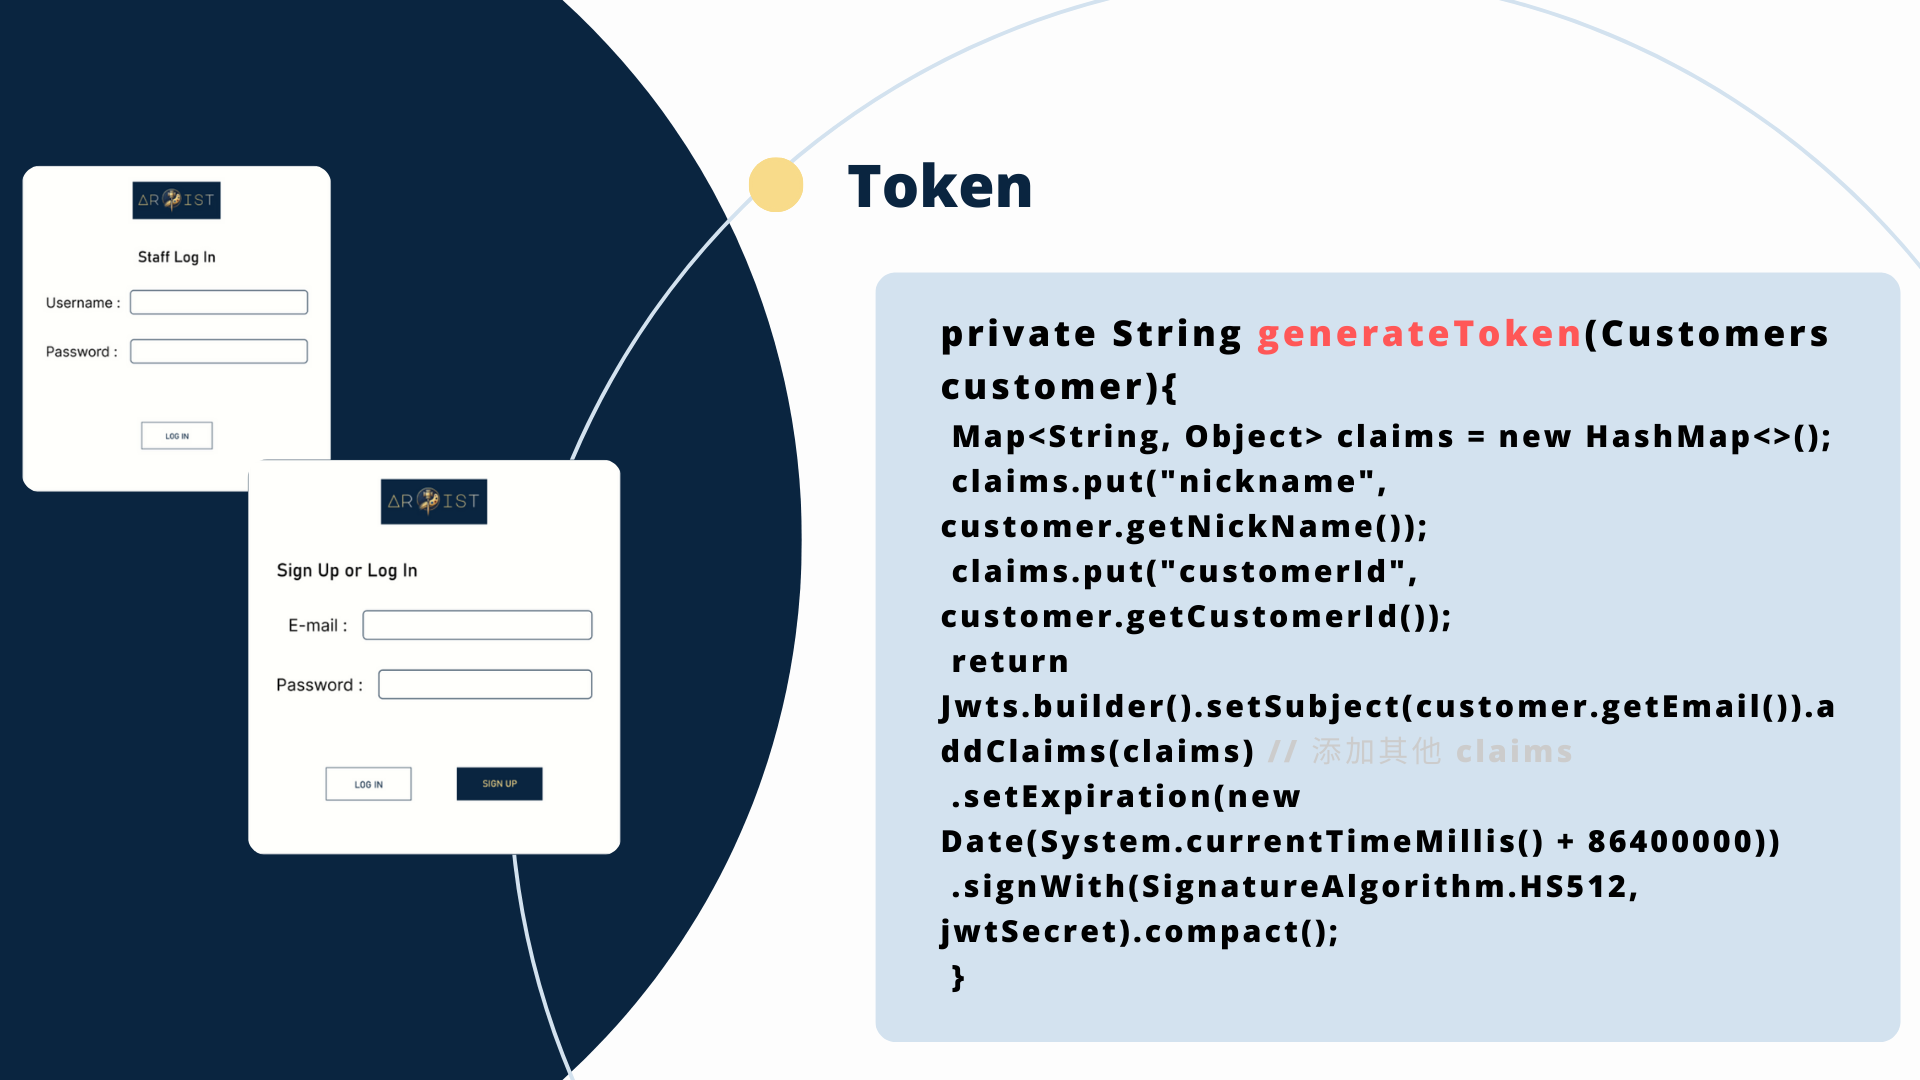 AR IST
Staff Log In
Username :
Password :
LOG IN
AR IST
Sign Up or Log In
E-mail :
Password :
LOG IN
SIGN UP
Token
private String generateToken(Customers
customer){
Map<String, Object> claims = new HashMap<>();
claims.put("nickname",
customer.getNickName());
claims.put("customerId",
customer.getCustomerId());
return
Jwts.builder().setSubject(customer.getEmail()).a
ddClaims(claims) // 添加其他 claims
.setExpiration(new
Date(System.currentTimeMillis() + 86400000))
.signWith(SignatureAlgorithm.HS512,
jwtSecret).compact();
}